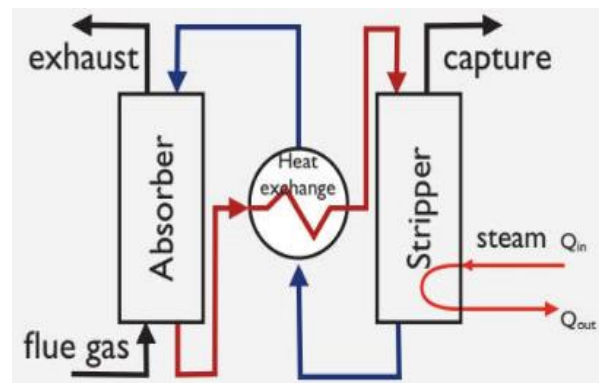 exhaust
capture
Absorber
Heat
exchange
Stripper
steam Qin
Qout
flue gas